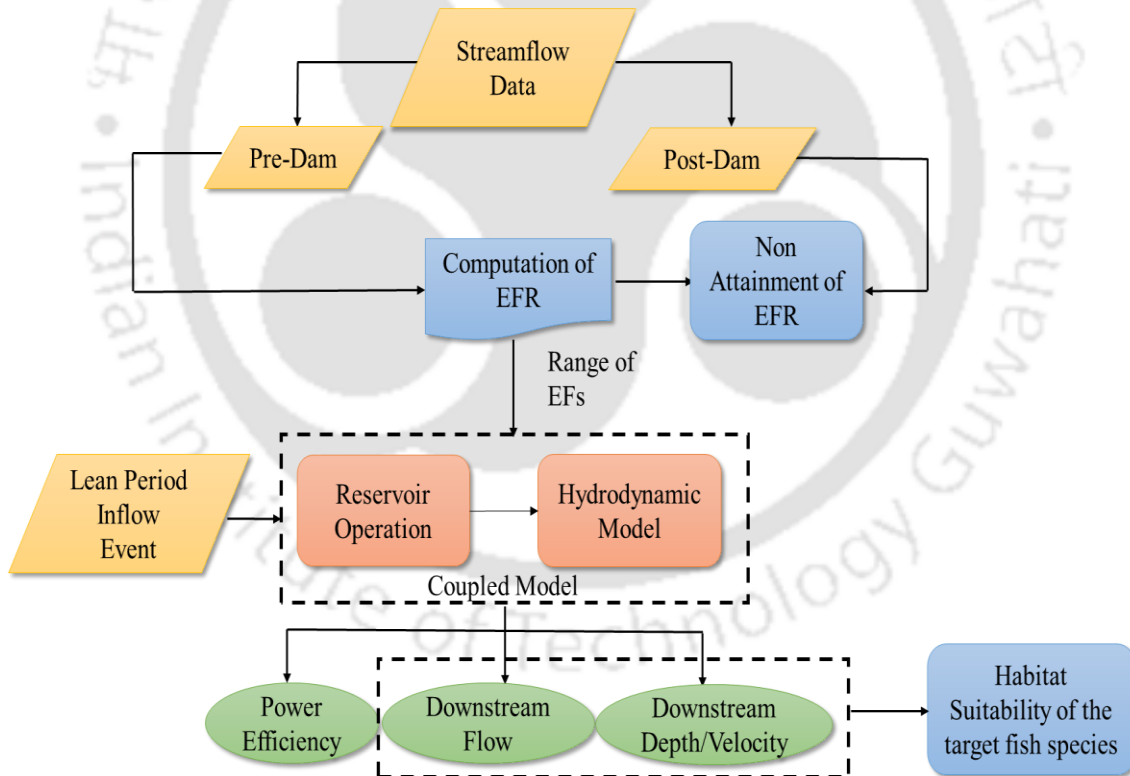 Streamflow
Data
Pre-Dam
Post-Dam
Computation of
EFR
Non
Attainment of
EFR
Range of
EFs
Lean Period
Inflow
Event
Reservoir
Operation
Hydrodynamic
Model
Coupled Model
Power
Efficiency
Downstream
Flow
Downstream
Depth/Velocity
Habitat
Suitability of the
target fish species
Indian Institute of Technology Guwahati